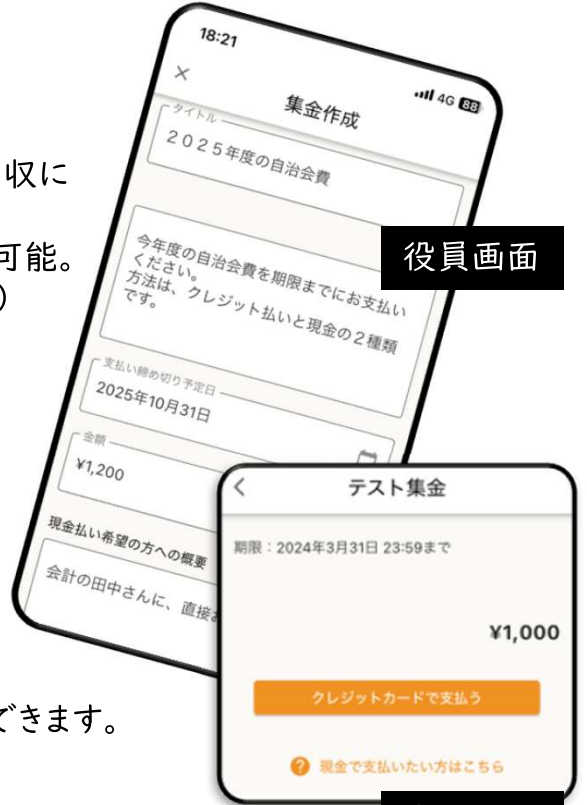 収に
可能。
)
できます。
18:21
4G 88
×
集金作成
タイトル
2025年度の自治会費
今年度の自治会費を期限までにお支払い
ください。
方法は、クレジット払いと現金の2種類
です。
役員画面
支払い締め切り予定日
2025年10月31日
金額
¥1,200
現金払い希望の方への概要
会計の田中さんに、直接
テスト集金
期限:2024年3月31日 23:59まで
¥1,000
クレジットカードで支払う
? 現金で支払いたい方はこちら